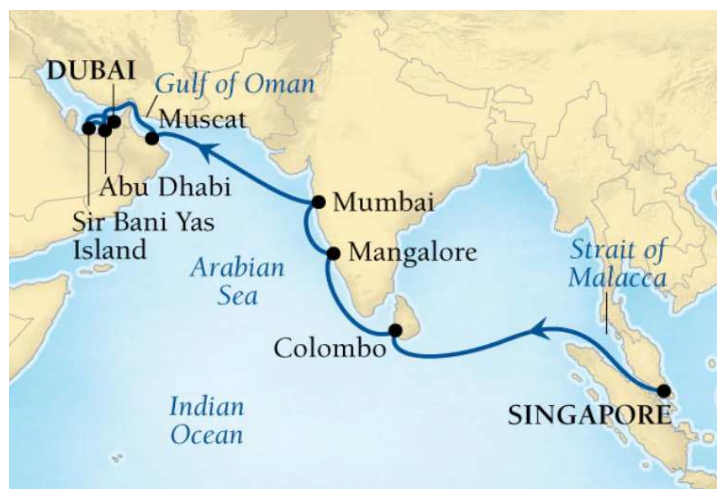 DUBAI
Gulf of Oman
Muscat
Abu Dhabi
Sir Bani Yas
Island
Mumbai
Mangalore
Arabian
Sea
Strait of
Malacca
Colombo
Indian
Ocean
SINGAPORE